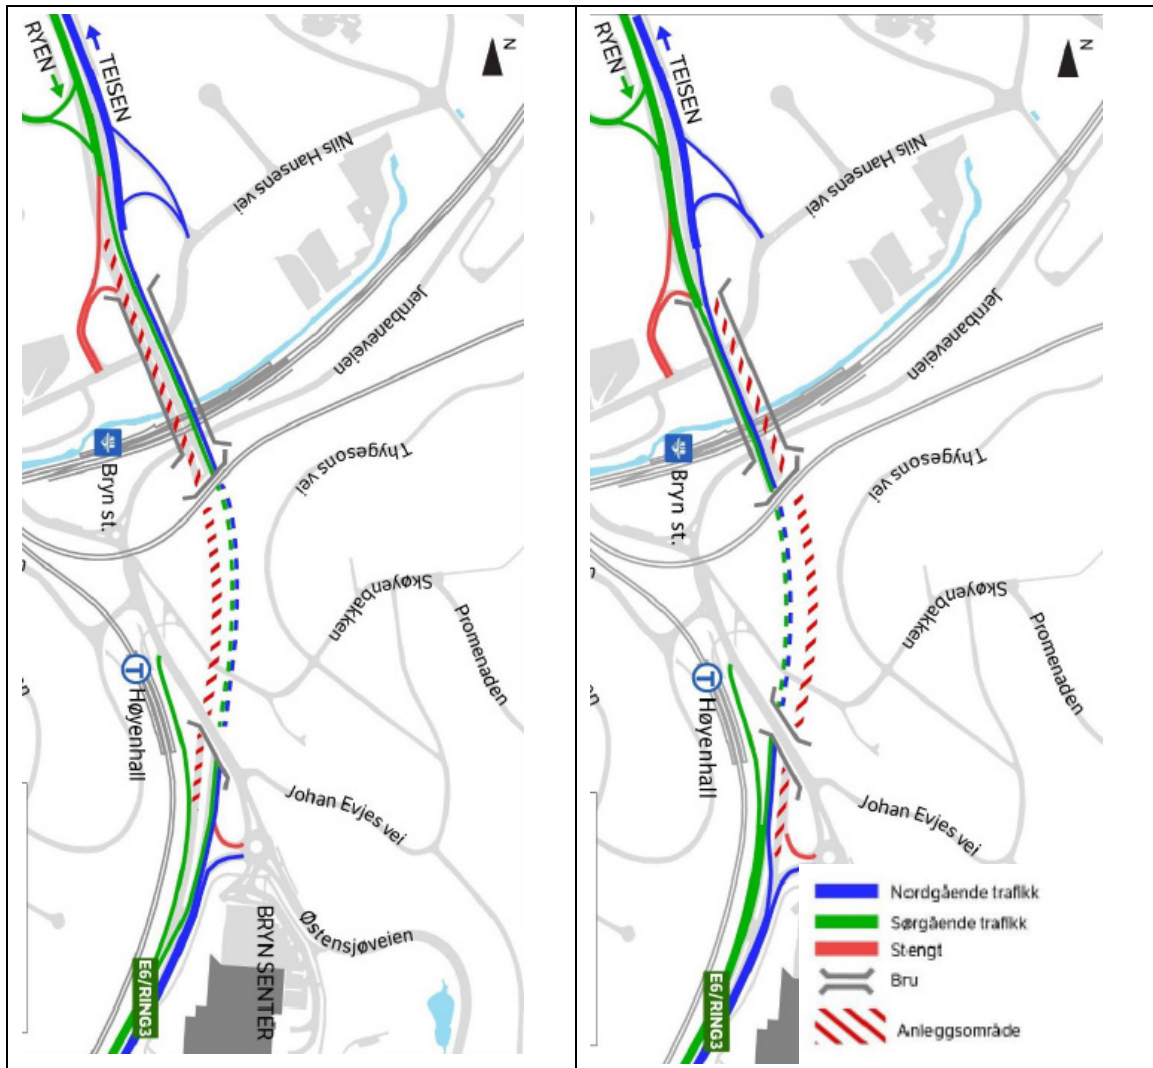 RYEN
TEISEN
N
Nils Hansens
vei
Jernbaneveien
Bryn st.
Thygesons vei
Skøyenbakken
Promenaden
T
Høyenhall
Johan Evjes vei
BRYN SENTER
Østensjøveien
E6/RING3
RYEN
TEISEN
N
Nils Hansens
vei
Jernbaneveien
Bryn st.
Thygesons vei
Skøyenbakken
Promenaden
T
Høyenhall
Johan Evjes vei
E6/RING3
Nordgående trafikk
Sørgående trafikk
Stengt
Bru
Anleggsområde